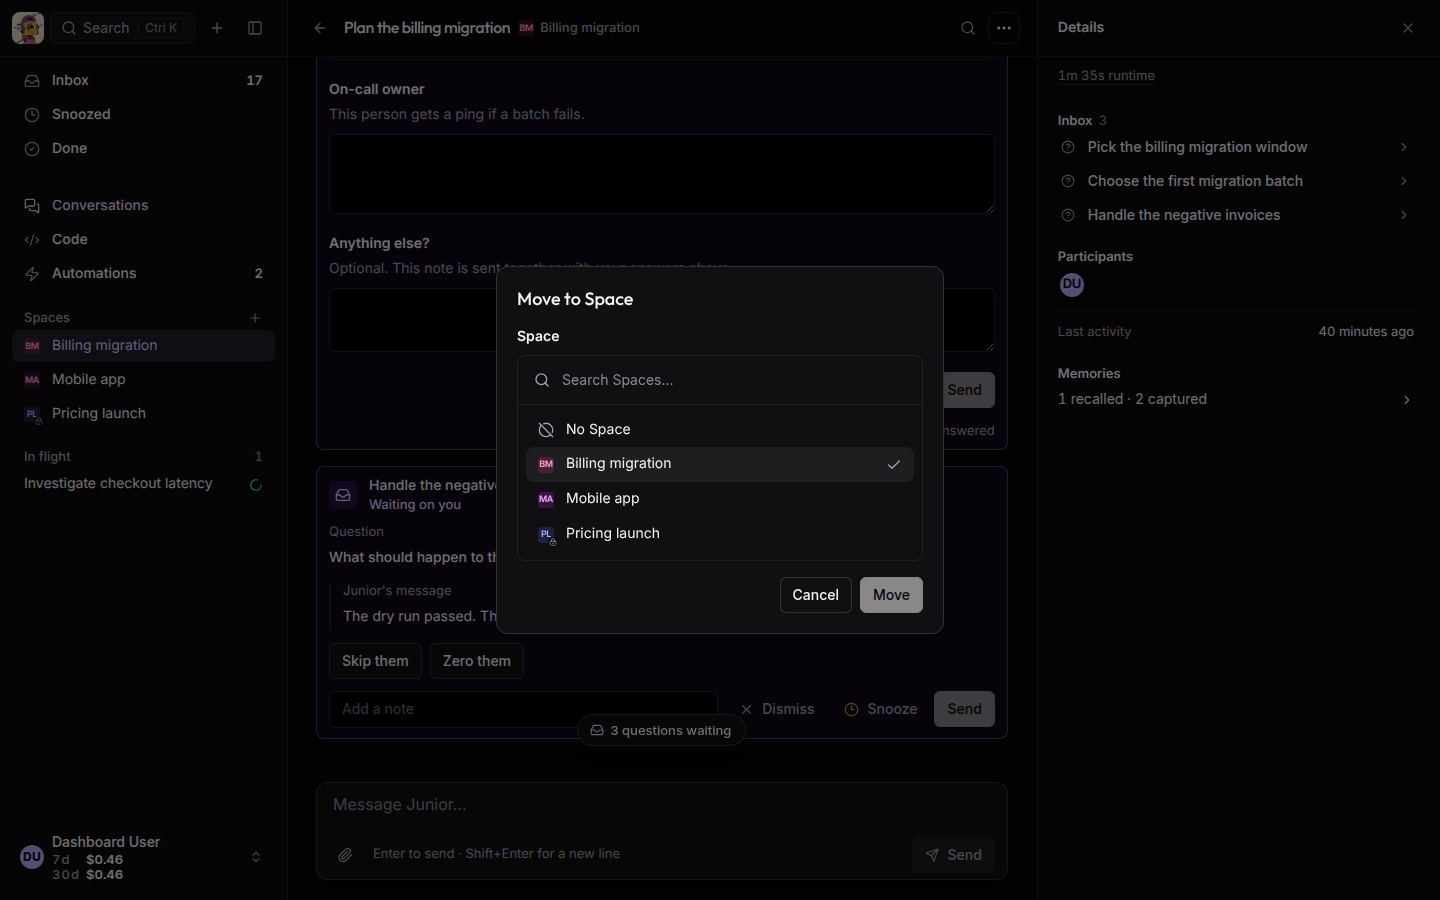 Search Ctrl K
Inbox 17
Snoozed
Done
Conversations
Code
Automations 2
Spaces
BM Billing migration
MA Mobile app
PL Pricing launch
In flight 1
Investigate checkout latency
DU Dashboard User
7d $0.46
30d $0.46
Plan the billing migration BM Billing migration
On-call owner
This person gets a ping if a batch fails.
Anything else?
Optional. This note is sent together with your answers above.
Send
nswered
Handle the negative
Waiting on you
Question
What should happen to th
Junior's message
The dry run passed. Th
Skip them Zero them
Add a note Dismiss Snooze Send
3 questions waiting
Message Junior...
Enter to send · Shift+Enter for a new line Send
Move to Space
Space
Search Spaces...
No Space
BM Billing migration
MA Mobile app
PL Pricing launch
Cancel Move
Details
1m 35s runtime
Inbox 3
Pick the billing migration window
Choose the first migration batch
Handle the negative invoices
Participants
DU
Last activity 40 minutes ago
Memories
1 recalled · 2 captured